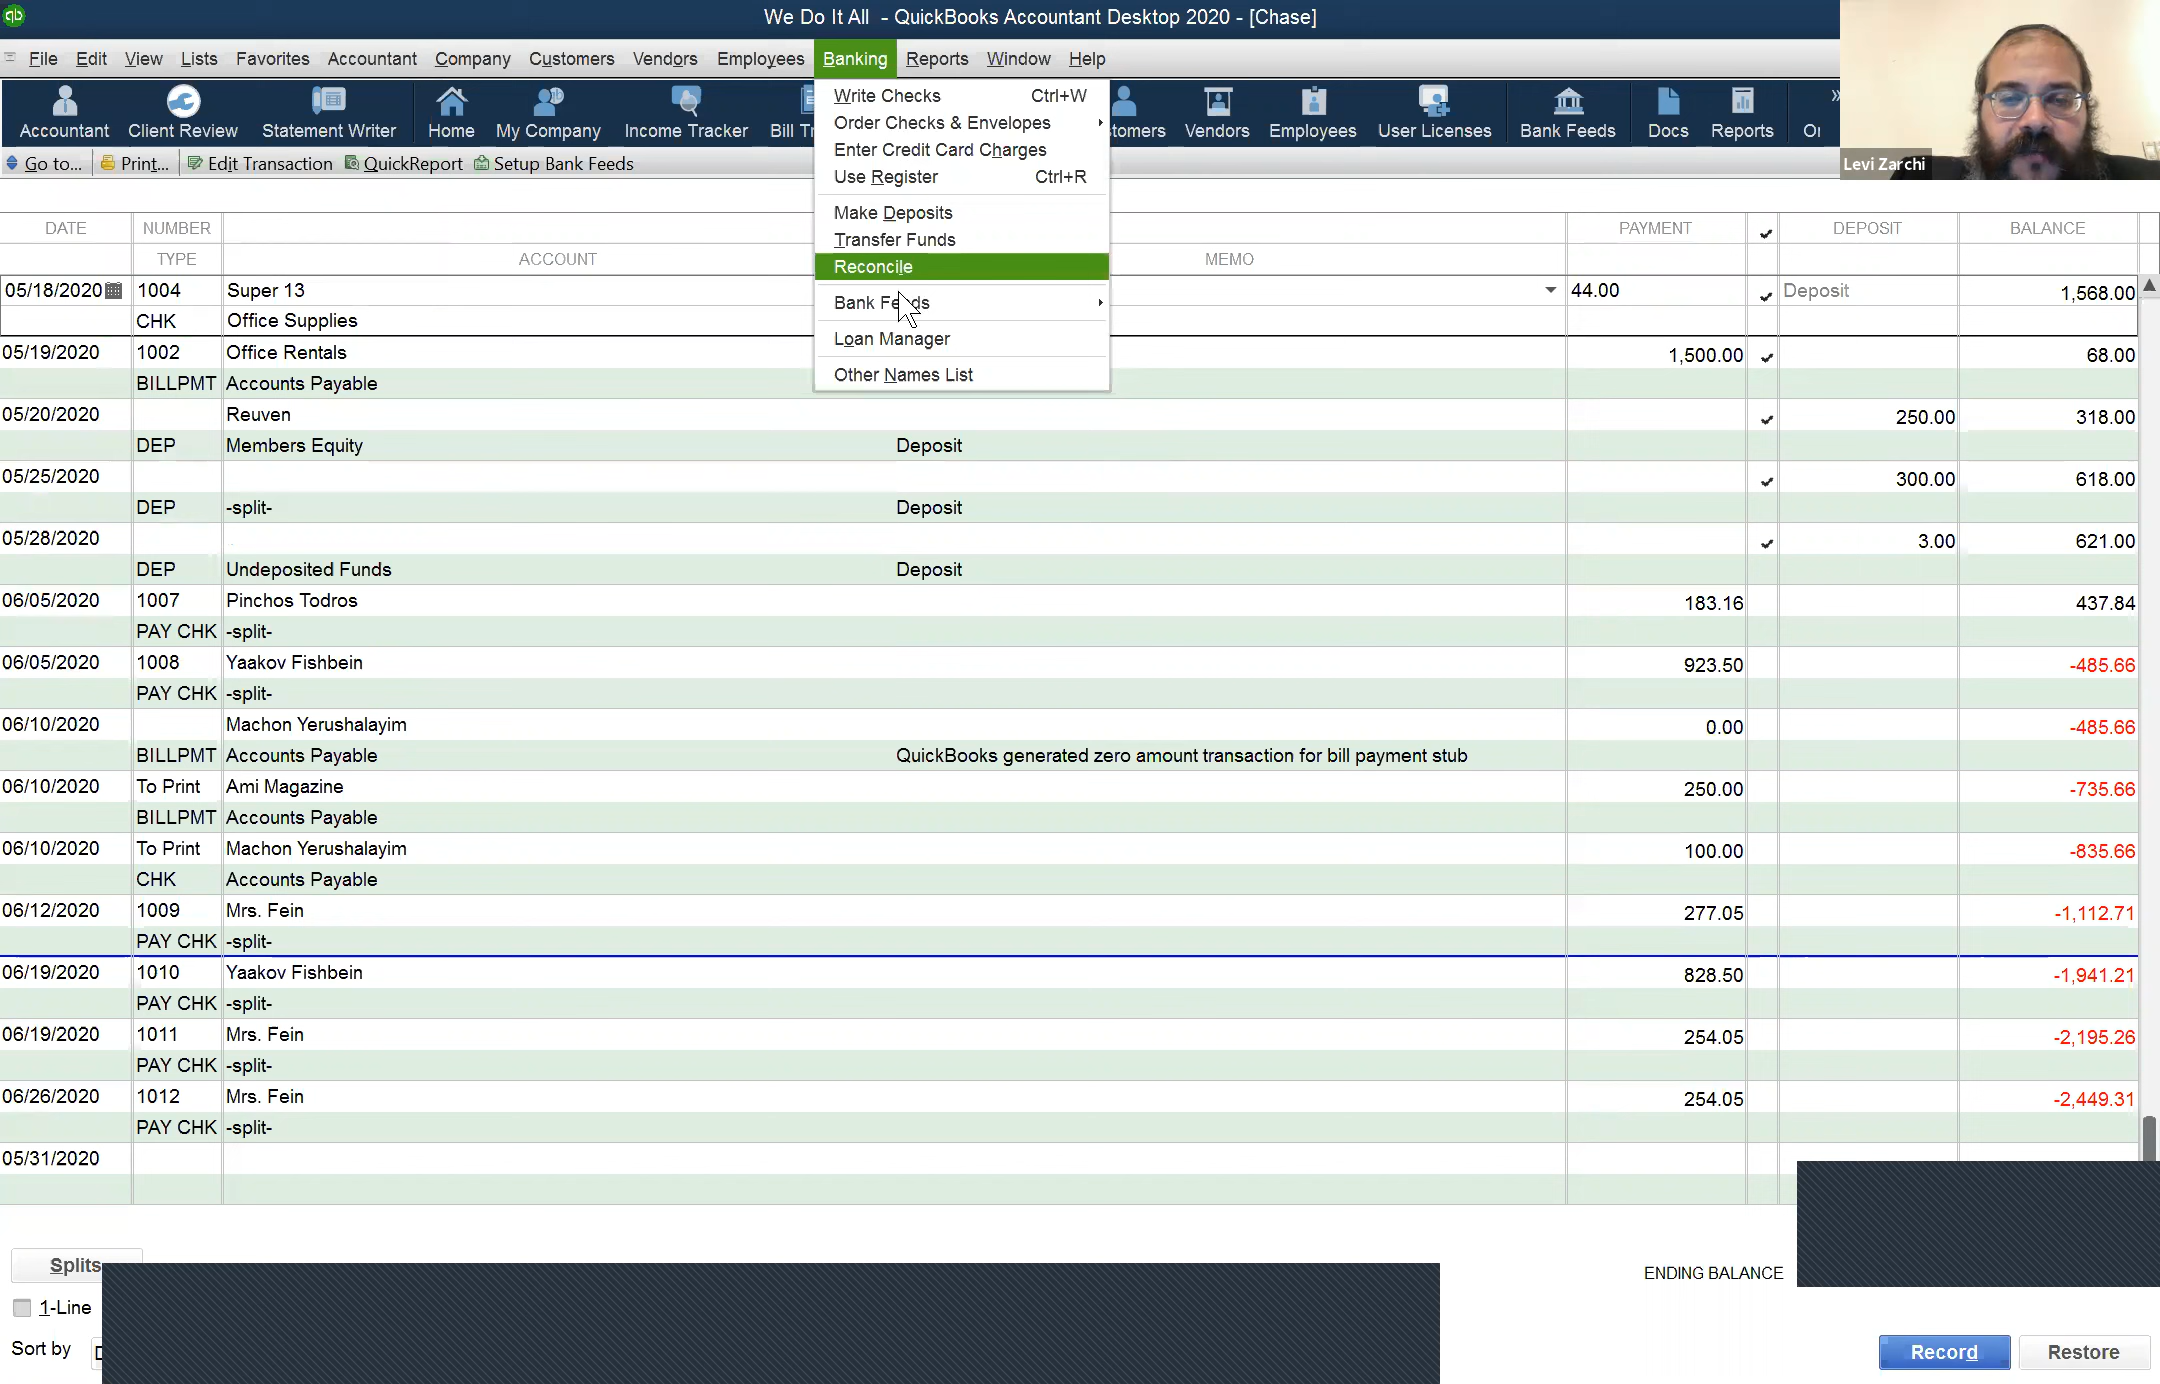 We Do It All - QuickBooks Accountant Desktop 2020 - [Chase]
File Edit View Lists Favorites Accountant Company Customers Vendors Employees Banking Reports Window Help
Accountant Client Review Statement Writer Home My Company Income Tracker Bill Tr tomers Vendors Employees User Licenses Bank Feeds Docs Reports
Levi Zarchi
Go to... Print... Edit Transaction QuickReport Setup Bank Feeds
Write Checks Ctrl+W
Order Checks & Envelopes
Enter Credit Card Charges
Use Register Ctrl+R
Make Deposits
Transfer Funds
Reconcile
Bank Feeds
Loan Manager
Other Names List
DATE NUMBER PAYMENT ✔ DEPOSIT BALANCE
TYPE ACCOUNT MEMO
05/18/2020 1004 Super 13 44.00 ✔ Deposit 1,568.00
CHK Office Supplies
05/19/2020 1002 Office Rentals 1,500.00 ✔ 68.00
BILLPMT Accounts Payable
05/20/2020 Reuven ✔ 250.00 318.00
DEP Members Equity Deposit
05/25/2020 ✔ 300.00 618.00
DEP -split- Deposit
05/28/2020 ✔ 3.00 621.00
DEP Undeposited Funds Deposit
06/05/2020 1007 Pinchos Todros 183.16 437.84
PAY CHK -split-
06/05/2020 1008 Yaakov Fishbein 923.50 -485.66
PAY CHK -split-
06/10/2020 Machon Yerushalayim 0.00 -485.66
BILLPMT Accounts Payable QuickBooks generated zero amount transaction for bill payment stub
06/10/2020 To Print Ami Magazine 250.00 -735.66
BILLPMT Accounts Payable
06/10/2020 To Print Machon Yerushalayim 100.00 -835.66
CHK Accounts Payable
06/12/2020 1009 Mrs. Fein 277.05 -1,112.71
PAY CHK -split-
06/19/2020 1010 Yaakov Fishbein 828.50 -1,941.21
PAY CHK -split-
06/19/2020 1011 Mrs. Fein 254.05 -2,195.26
PAY CHK -split-
06/26/2020 1012 Mrs. Fein 254.05 -2,449.31
PAY CHK -split-
05/31/2020
Splits
ENDING BALANCE
1-Line
Sort by
Record Restore